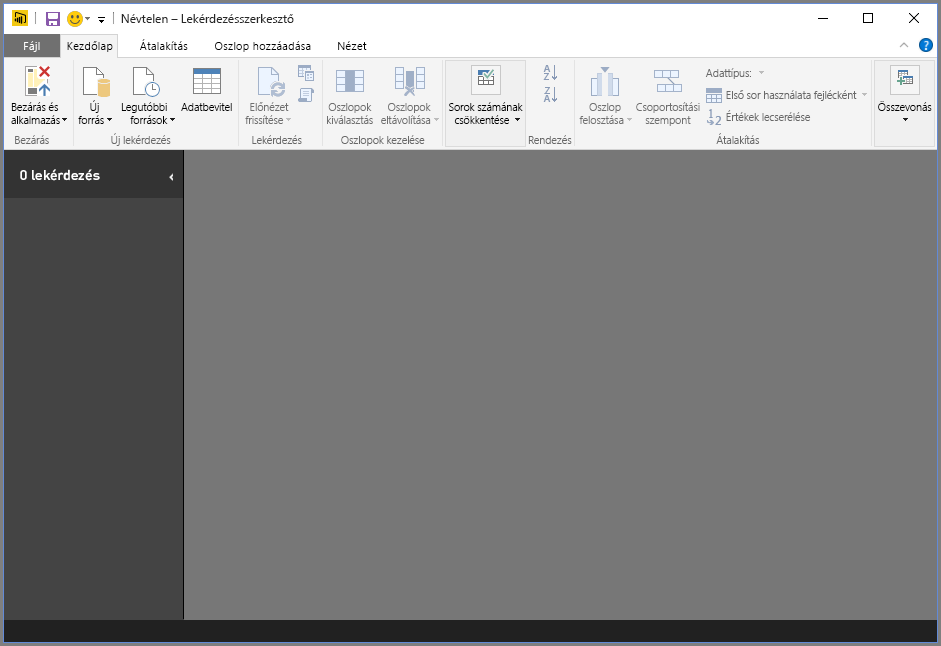 Névtelen – Lekérdezésszerkesztő
Fájl Kezdőlap Átalakítás Oszlop hozzáadása Nézet
Bezárás és alkalmazás
Új forrás
Legutóbbi források
Adatbevitel
Előnézet frissítése
Oszlopok kiválasztás
Oszlopok eltávolítása
Sorok számának csökkentése
Oszlop felosztása
Csoportosítási szempont
Adattípus:
Első sor használata fejlécként
Értékek lecserélése
Összevonás
Bezárás Új lekérdezés Lekérdezés Oszlopok kezelése Rendezés Átalakítás
0 lekérdezés